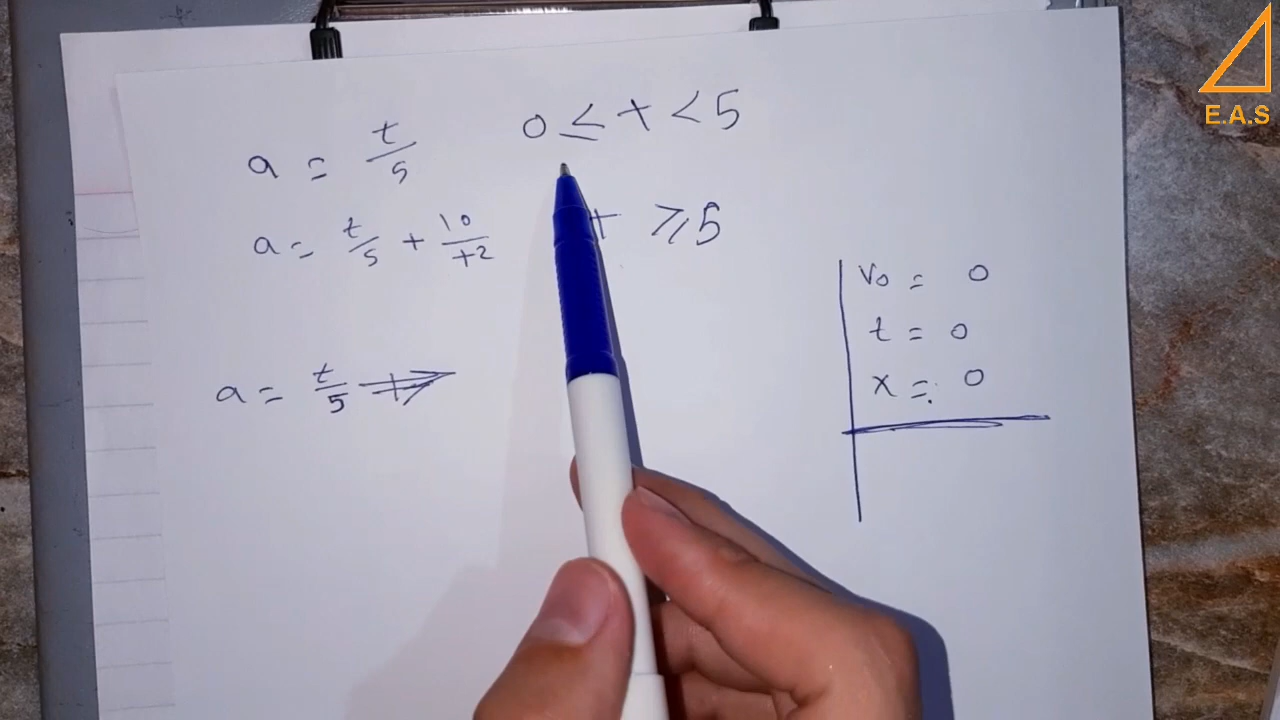 a = t/5 0 ≤ t < 5
a = t/5 + 10/t2 t ≥ 5
v0 = 0
t = 0
a = t/5 x = 0
E.A.S